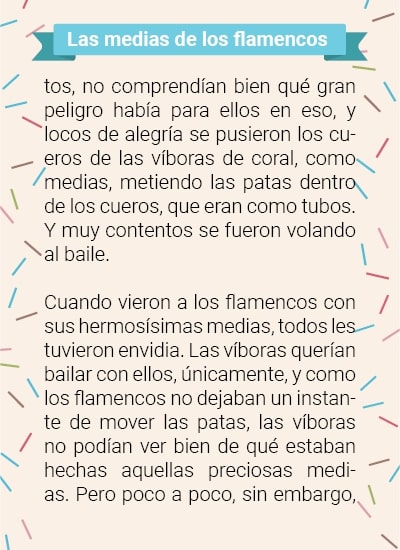 Las medias de los flamencos
tos, no comprendían bien qué gran
peligro había para ellos en eso, y
locos de alegría se pusieron los cu-
eros de las víboras de coral, como
medias, metiendo las patas dentro
de los cueros, que eran como tubos.
Y muy contentos se fueron volando
al baile.
Cuando vieron a los flamencos con
sus hermosísimas medias, todos les
tuvieron envidia. Las víboras querían
bailar con ellos, únicamente, y como
los flamencos no dejaban un instan-
te de mover las patas, las víboras
no podían ver bien de qué estaban
hechas aquellas preciosas medi-
as. Pero poco a poco, sin embargo,